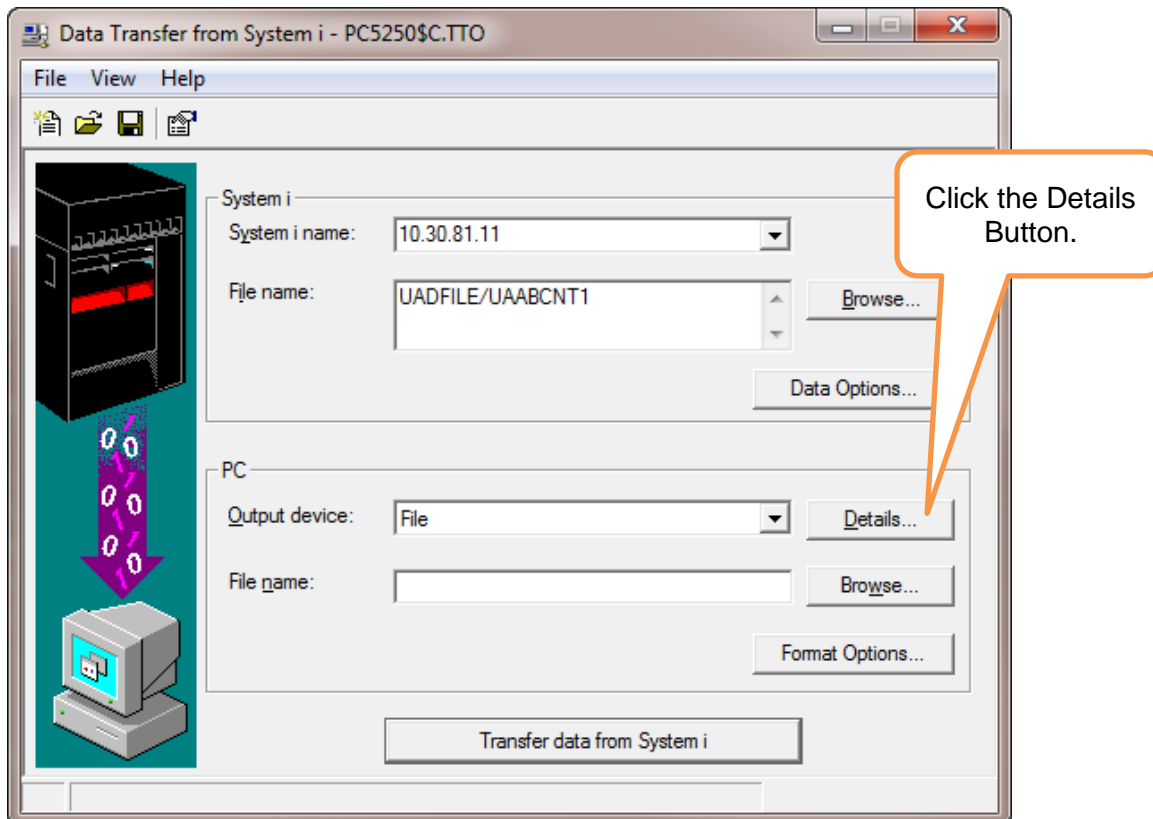 Data Transfer from System i - PC5250$C.TTO
File View Help
Click the Details
Button.
System i
System i name: 10.30.81.11
File name: UADFILE/UAABCNT1 Browse...
Data Options...
PC
Output device: File Details...
File name: Browse...
Format Options...
Transfer data from System i